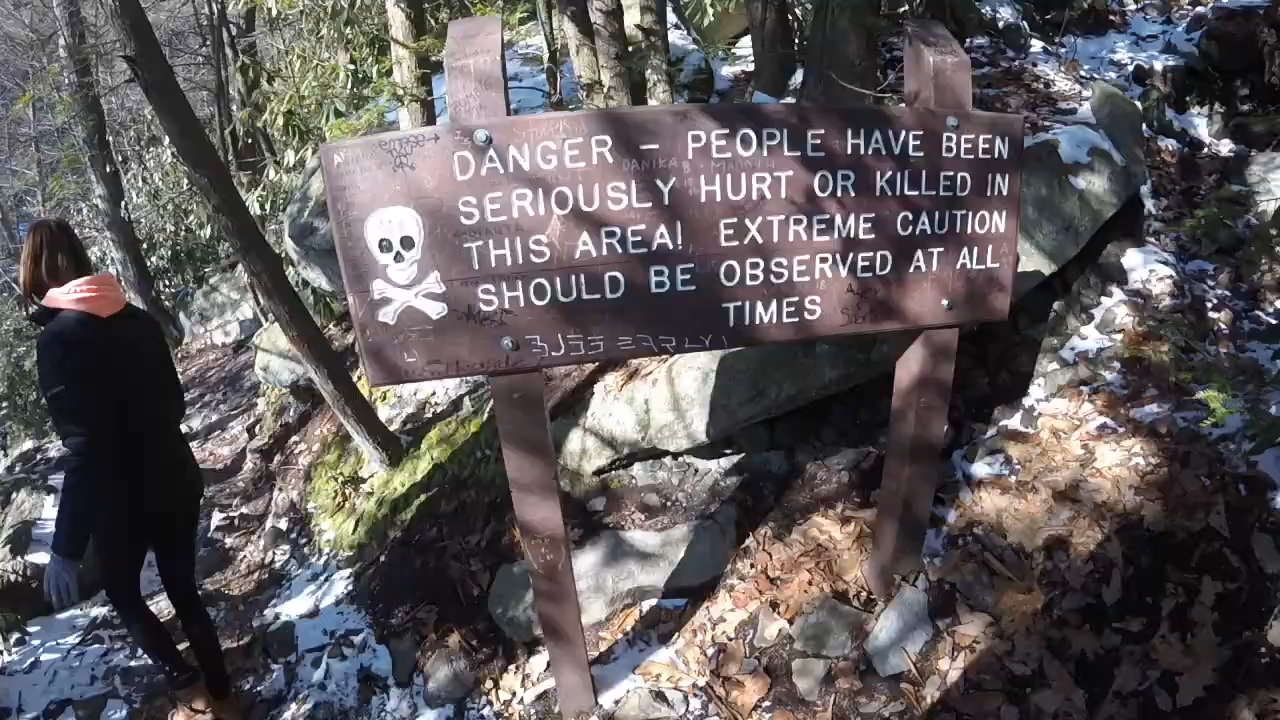 DANGER – PEOPLE HAVE BEEN
SERIOUSLY HURT OR KILLED IN
THIS AREA! EXTREME CAUTION
SHOULD BE OBSERVED AT ALL
TIMES
DANIKA B